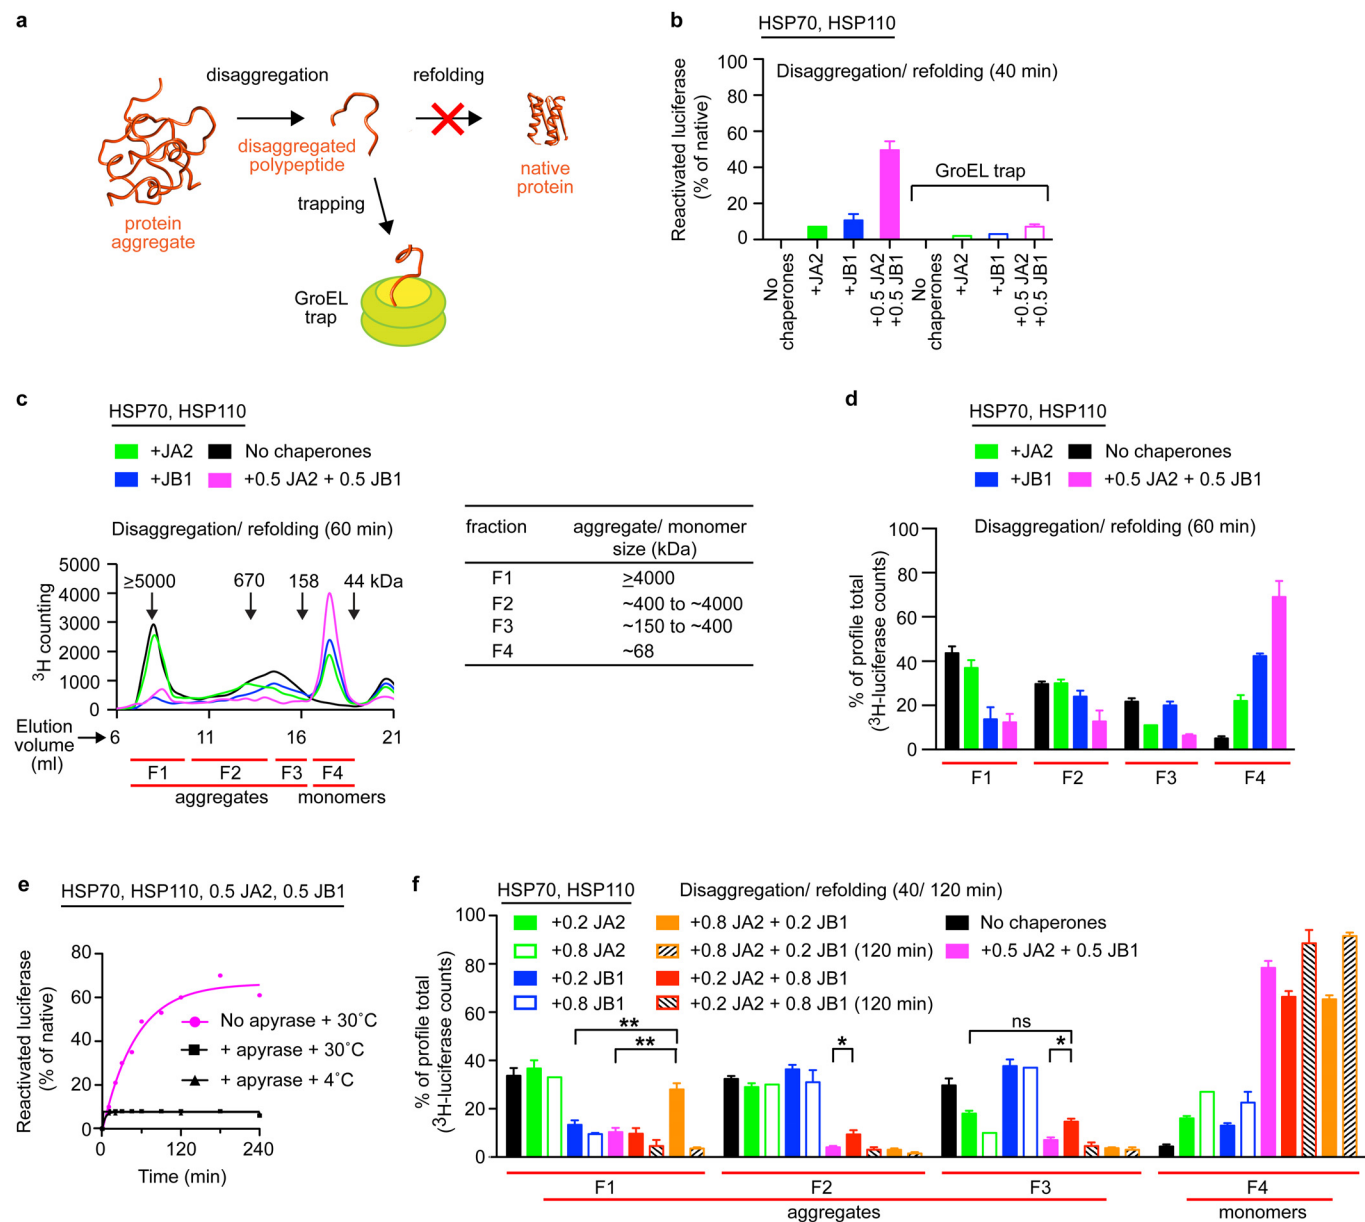 a
disaggregation
refolding
disaggregated
polypeptide
native
protein
trapping
protein
aggregate
GroEL
trap
b
HSP70, HSP110
Disaggregation/ refolding (40 min)
Reactivated luciferase
(% of native)
100
80
60
40
20
0
GroEL trap
No
chaperones
+JA2
+JB1
+0.5 JA2
+0.5 JB1
No
chaperones
+JA2
+JB1
+0.5 JA2
+0.5 JB1
c
HSP70, HSP110
+JA2
No chaperones
+JB1
+0.5 JA2 + 0.5 JB1
Disaggregation/ refolding (60 min)
³H counting
5000
4000
3000
2000
1000
0
≥5000
670
158
44 kDa
Elution
volume
(ml)
6
11
16
21
F1
F2
F3
F4
aggregates
monomers
fraction
aggregate/ monomer
size (kDa)
F1
≥4000
F2
~400 to ~4000
F3
~150 to ~400
F4
~68
d
HSP70, HSP110
+JA2
No chaperones
+JB1
+0.5 JA2 + 0.5 JB1
Disaggregation/ refolding (60 min)
% of profile total
(³H-luciferase counts)
100
80
60
40
20
0
F1
F2
F3
F4
e
HSP70, HSP110, 0.5 JA2, 0.5 JB1
Reactivated luciferase
(% of native)
80
60
40
20
0
No apyrase + 30˚C
+ apyrase + 30˚C
+ apyrase + 4˚C
0
120
240
Time (min)
f
HSP70, HSP110
Disaggregation/ refolding (40/ 120 min)
+0.2 JA2
+0.8 JA2 + 0.2 JB1
No chaperones
+0.8 JA2
+0.8 JA2 + 0.2 JB1 (120 min)
+0.5 JA2 + 0.5 JB1
+0.2 JB1
+0.2 JA2 + 0.8 JB1
+0.8 JB1
+0.2 JA2 + 0.8 JB1 (120 min)
% of profile total
(³H-luciferase counts)
100
80
60
40
20
0
**
**
*
ns
*
F1
F2
F3
F4
aggregates
monomers